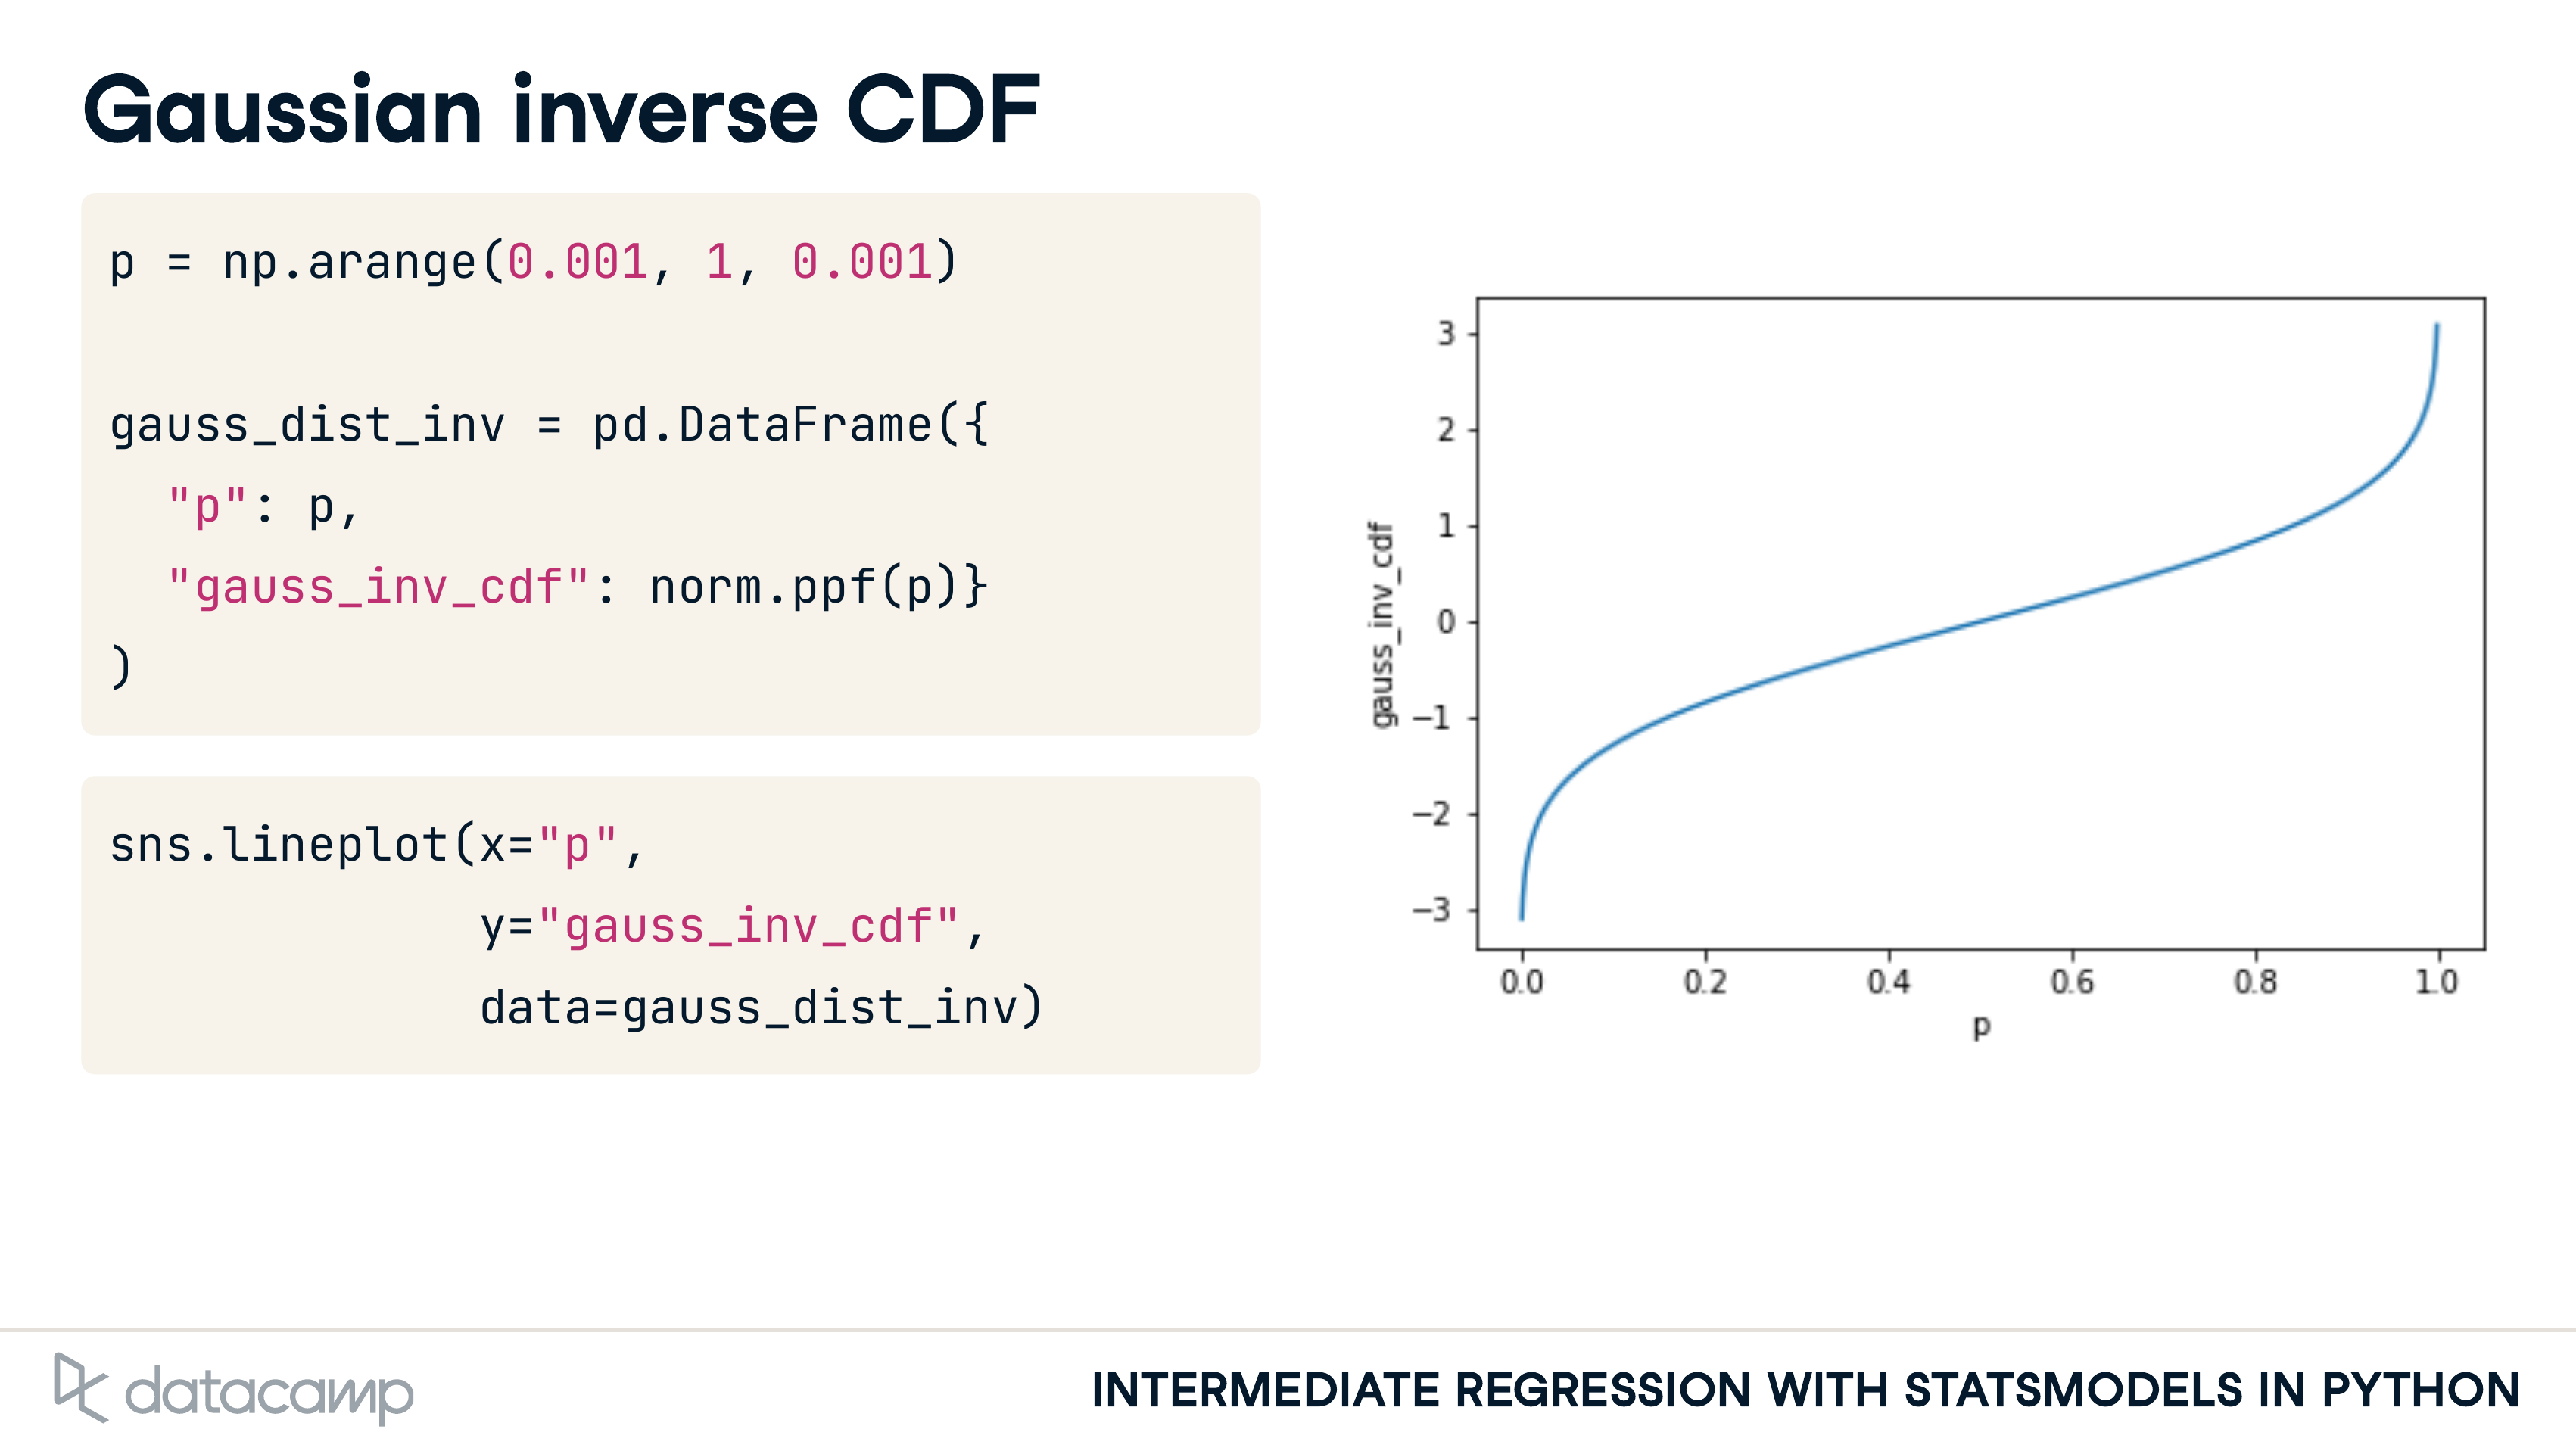 Gaussian inverse CDF
p = np.arange(0.001, 1, 0.001)
gauss_dist_inv = pd.DataFrame({
"p": p,
"gauss_inv_cdf": norm.ppf(p)}
)
sns.lineplot(x="p",
y="gauss_inv_cdf",
data=gauss_dist_inv)
gauss_inv_cdf
3
2
1
0
−1
−2
−3
0.0 0.2 0.4 0.6 0.8 1.0
p
datacamp
INTERMEDIATE REGRESSION WITH STATSMODELS IN PYTHON